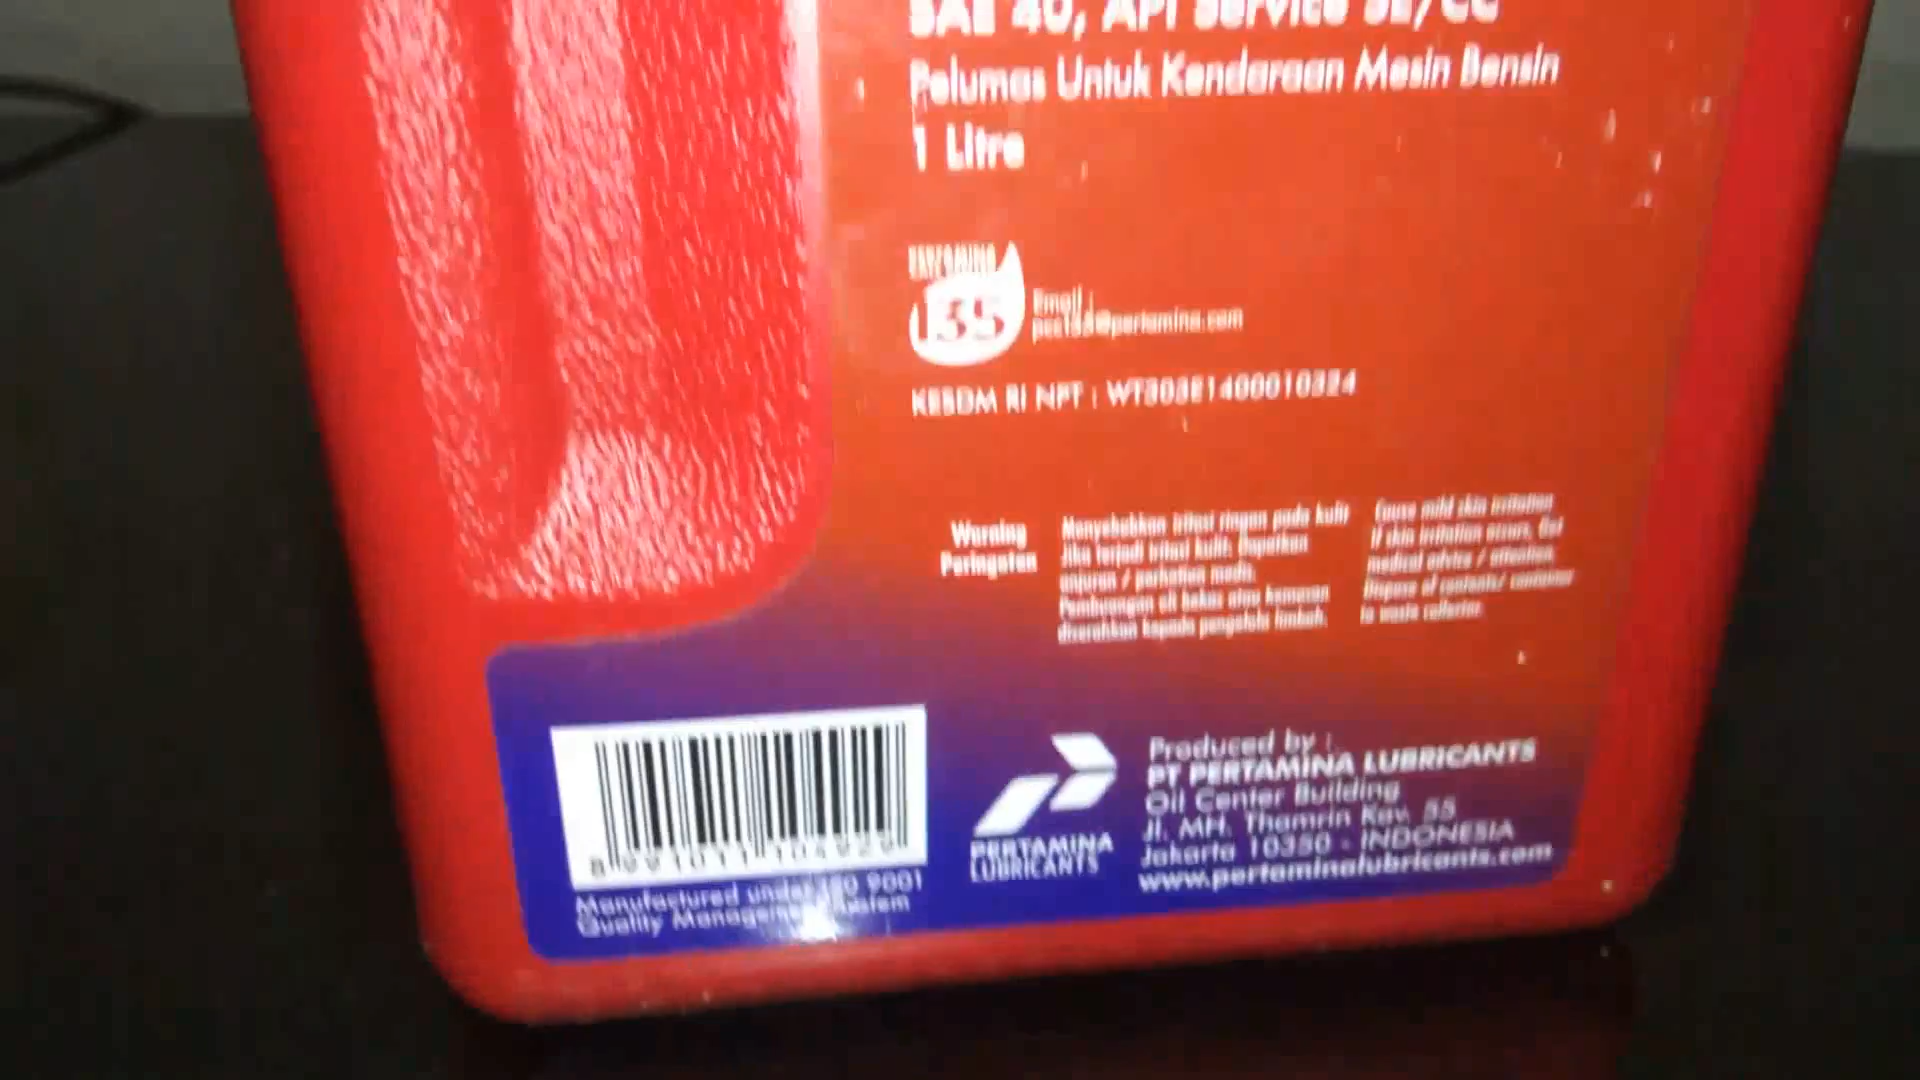 SAE 40, API Service SE/CC
Pelumas Untuk Kendaraan Mesin Bensin
1 Litre
PERTAMINA
135
Email :
pcc135@pertamina.com
KESDM RI NPT :
Warning
Peringatan
Menyebabkan iritasi ringan pada kulit
Jika terjadi iritasi kulit: Dapatkan
/ perhatian medis.
Pembuangan isi bekas atau kemasan
diserahkan kepada pengelola limbah.
Cause mild skin irritation
If skin irritation occurs, Get
medical advice / attention.
Dispose of contents/ container
to waste collector.
Manufactured under ISO 9001
Quality Management System
PERTAMINA
LUBRICANTS
Produced by :
PT PERTAMINA LUBRICANTS
Oil Center Building
Jl. MH. Thamrin Kav. 55
Jakarta 10350 - INDONESIA
www.pertaminalubricants.com